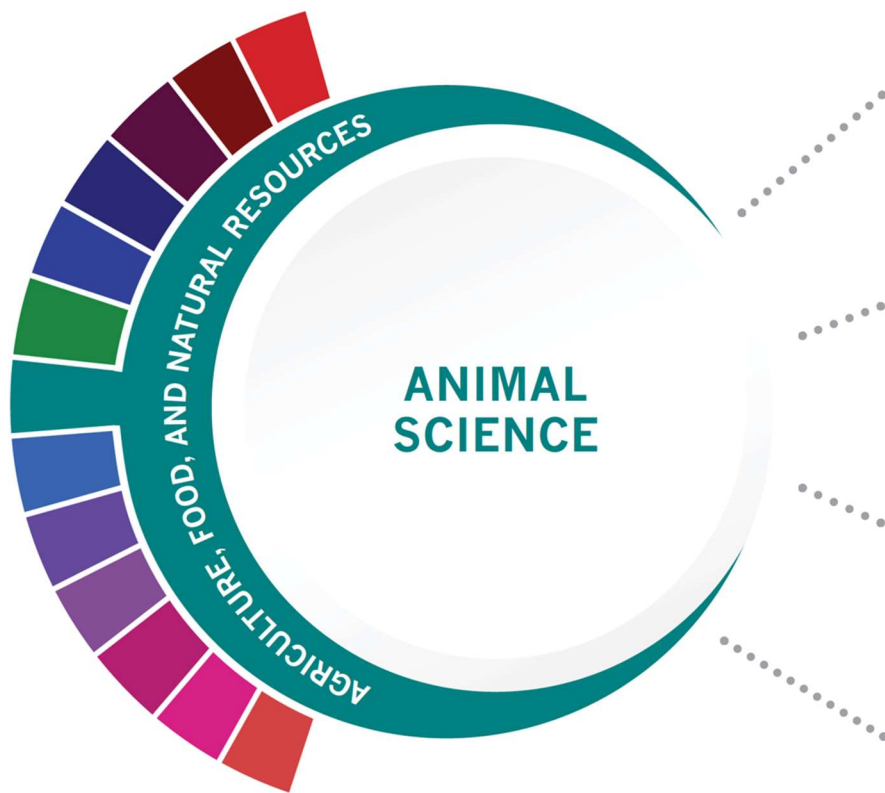 AGRICULTURE, FOOD, AND NATURAL RESOURCES
ANIMAL
SCIENCE